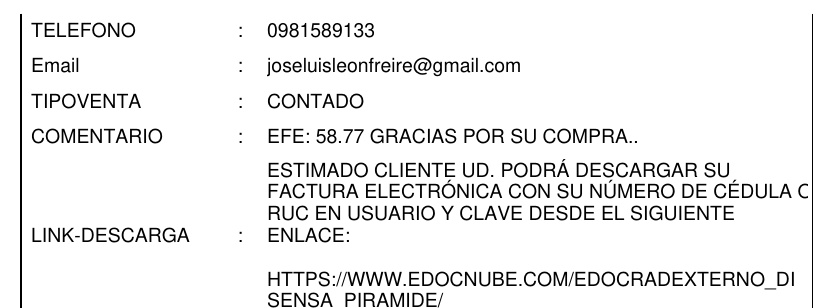 TELEFONO : 0981589133
Email : joseluisleonfreire@gmail.com
TIPOVENTA : CONTADO
COMENTARIO : EFE: 58.77 GRACIAS POR SU COMPRA..
ESTIMADO CLIENTE UD. PODRÁ DESCARGAR SU
FACTURA ELECTRÓNICA CON SU NÚMERO DE CÉDULA O
RUC EN USUARIO Y CLAVE DESDE EL SIGUIENTE
LINK-DESCARGA : ENLACE:
HTTPS://WWW.EDOCNUBE.COM/EDOCRADEXTERNO_DI
SENSA_PIRAMIDE/